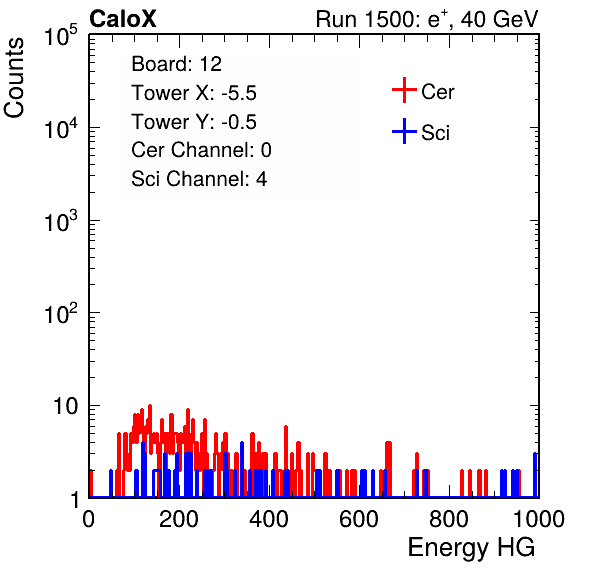 CaloX Run 1500: e⁺, 40 GeV
Counts
Board: 12
Tower X: -5.5
Tower Y: -0.5
Cer Channel: 0
Sci Channel: 4
Cer
Sci
10⁵
10⁴
10³
10²
10
1
0 200 400 600 800 1000
Energy HG